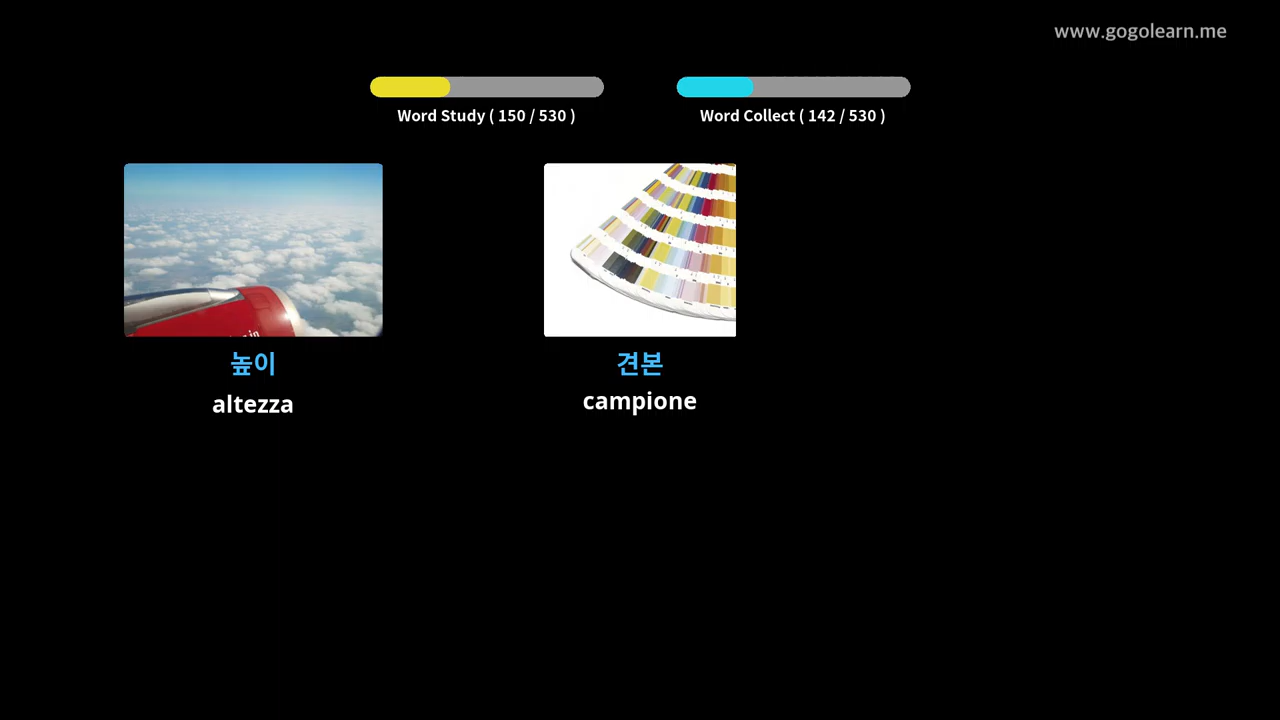 www.gogolearn.me
Word Study ( 150 / 530 )
Word Collect ( 142 / 530 )
높이
altezza
견본
campione